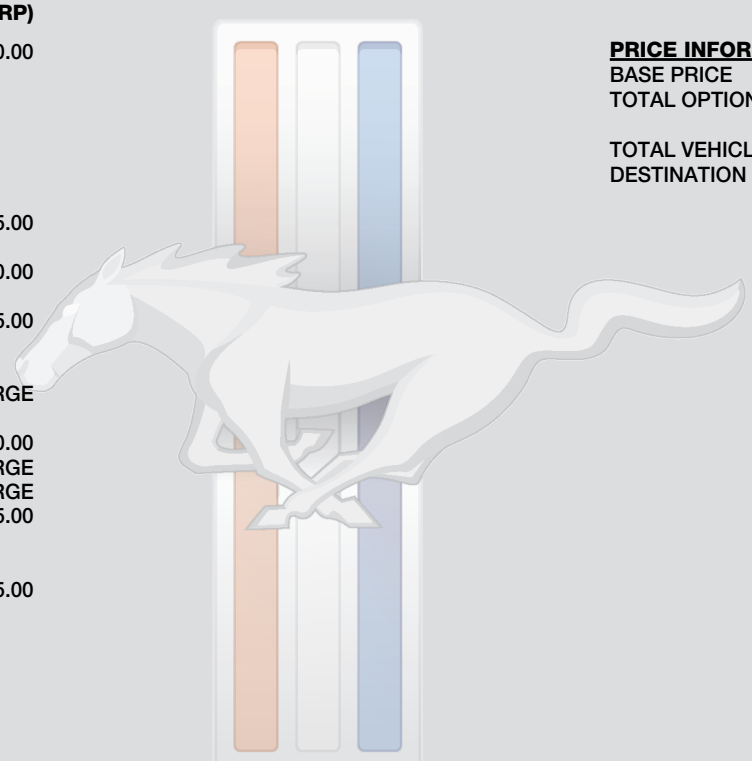 RP)
0.00
5.00
0.00
5.00
RGE
0.00
RGE
RGE
5.00
5.00
PRICE INFOR
BASE PRICE
TOTAL OPTION
TOTAL VEHICL
DESTINATION